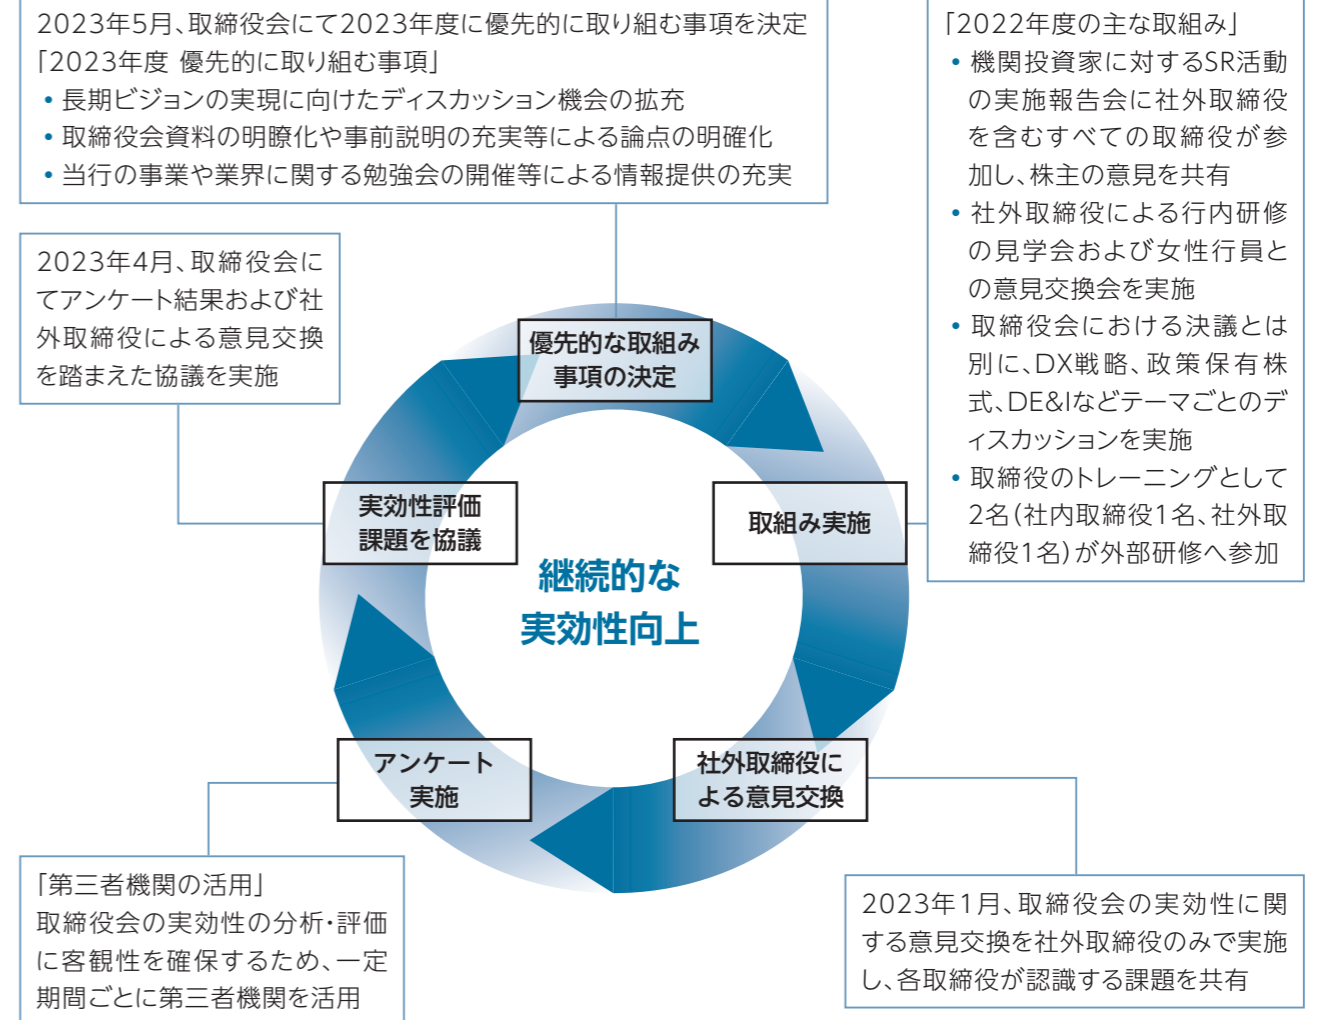 2023年5月、取締役会にて2023年度に優先的に取り組む事項を決定
「2023年度 優先的に取り組む事項」
• 長期ビジョンの実現に向けたディスカッション機会の拡充
• 取締役会資料の明瞭化や事前説明の充実等による論点の明確化
• 当行の事業や業界に関する勉強会の開催等による情報提供の充実
「2022年度の主な取組み」
• 機関投資家に対するSR活動
の実施報告会に社外取締役
を含むすべての取締役が参
加し、株主の意見を共有
• 社外取締役による行内研修
の見学会および女性行員と
の意見交換会を実施
• 取締役会における決議とは
別に、DX戦略、政策保有株
式、DE&Iなどテーマごとのデ
ィスカッションを実施
• 取締役のトレーニングとして
2名(社内取締役1名、社外取
締役1名)が外部研修へ参加
2023年4月、取締役会に
てアンケート結果および社
外取締役による意見交換
を踏まえた協議を実施
優先的な取組み
事項の決定
実効性評価
課題を協議
取組み実施
継続的な
実効性向上
アンケート
実施
社外取締役に
よる意見交換
「第三者機関の活用」
取締役会の実効性の分析・評価
に客観性を確保するため、一定
期間ごとに第三者機関を活用
2023年1月、取締役会の実効性に関
する意見交換を社外取締役のみで実施
し、各取締役が認識する課題を共有